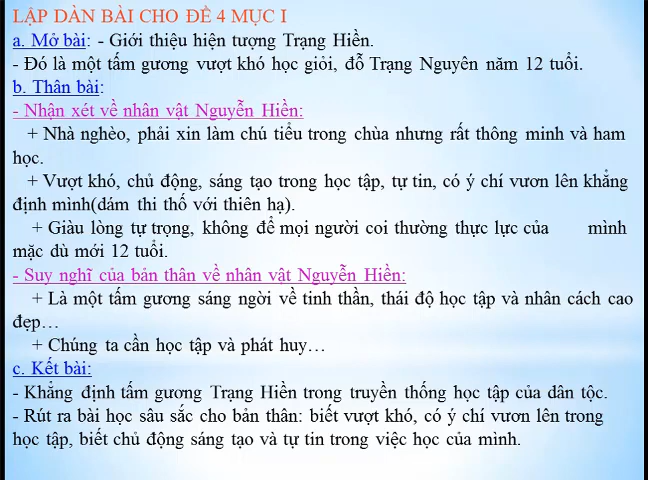 LẬP DÀN BÀI CHO ĐỀ 4 MỤC I
a. Mở bài: - Giới thiệu hiện tượng Trạng Hiền.
- Đó là một tấm gương vượt khó học giỏi, đỗ Trạng Nguyên năm 12 tuổi.
b. Thân bài:
- Nhận xét về nhân vật Nguyễn Hiền:
+ Nhà nghèo, phải xin làm chú tiểu trong chùa nhưng rất thông minh và ham
học.
+ Vượt khó, chủ động, sáng tạo trong học tập, tự tin, có ý chí vươn lên khẳng
định mình(dám thi thố với thiên hạ).
+ Giàu lòng tự trọng, không để mọi người coi thường thực lực của mình
mặc dù mới 12 tuổi.
- Suy nghĩ của bản thân về nhân vật Nguyễn Hiền:
+ Là một tấm gương sáng ngời về tinh thần, thái độ học tập và nhân cách cao
đẹp…
+ Chúng ta cần học tập và phát huy…
c. Kết bài:
- Khẳng định tấm gương Trạng Hiền trong truyền thống học tập của dân tộc.
- Rút ra bài học sâu sắc cho bản thân: biết vượt khó, có ý chí vươn lên trong
học tập, biết chủ động sáng tạo và tự tin trong việc học của mình.